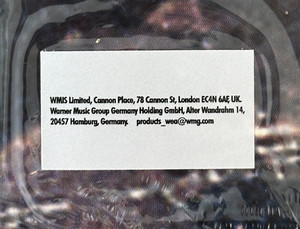 WMIS Limited, Cannon Place, 78 Cannon St, London EC4N 6AF, UK.
Warner Music Group Germany Holding GmbH, Alter Wandrahm 14,
20457 Hamburg, Germany. products_wea@wmg.com